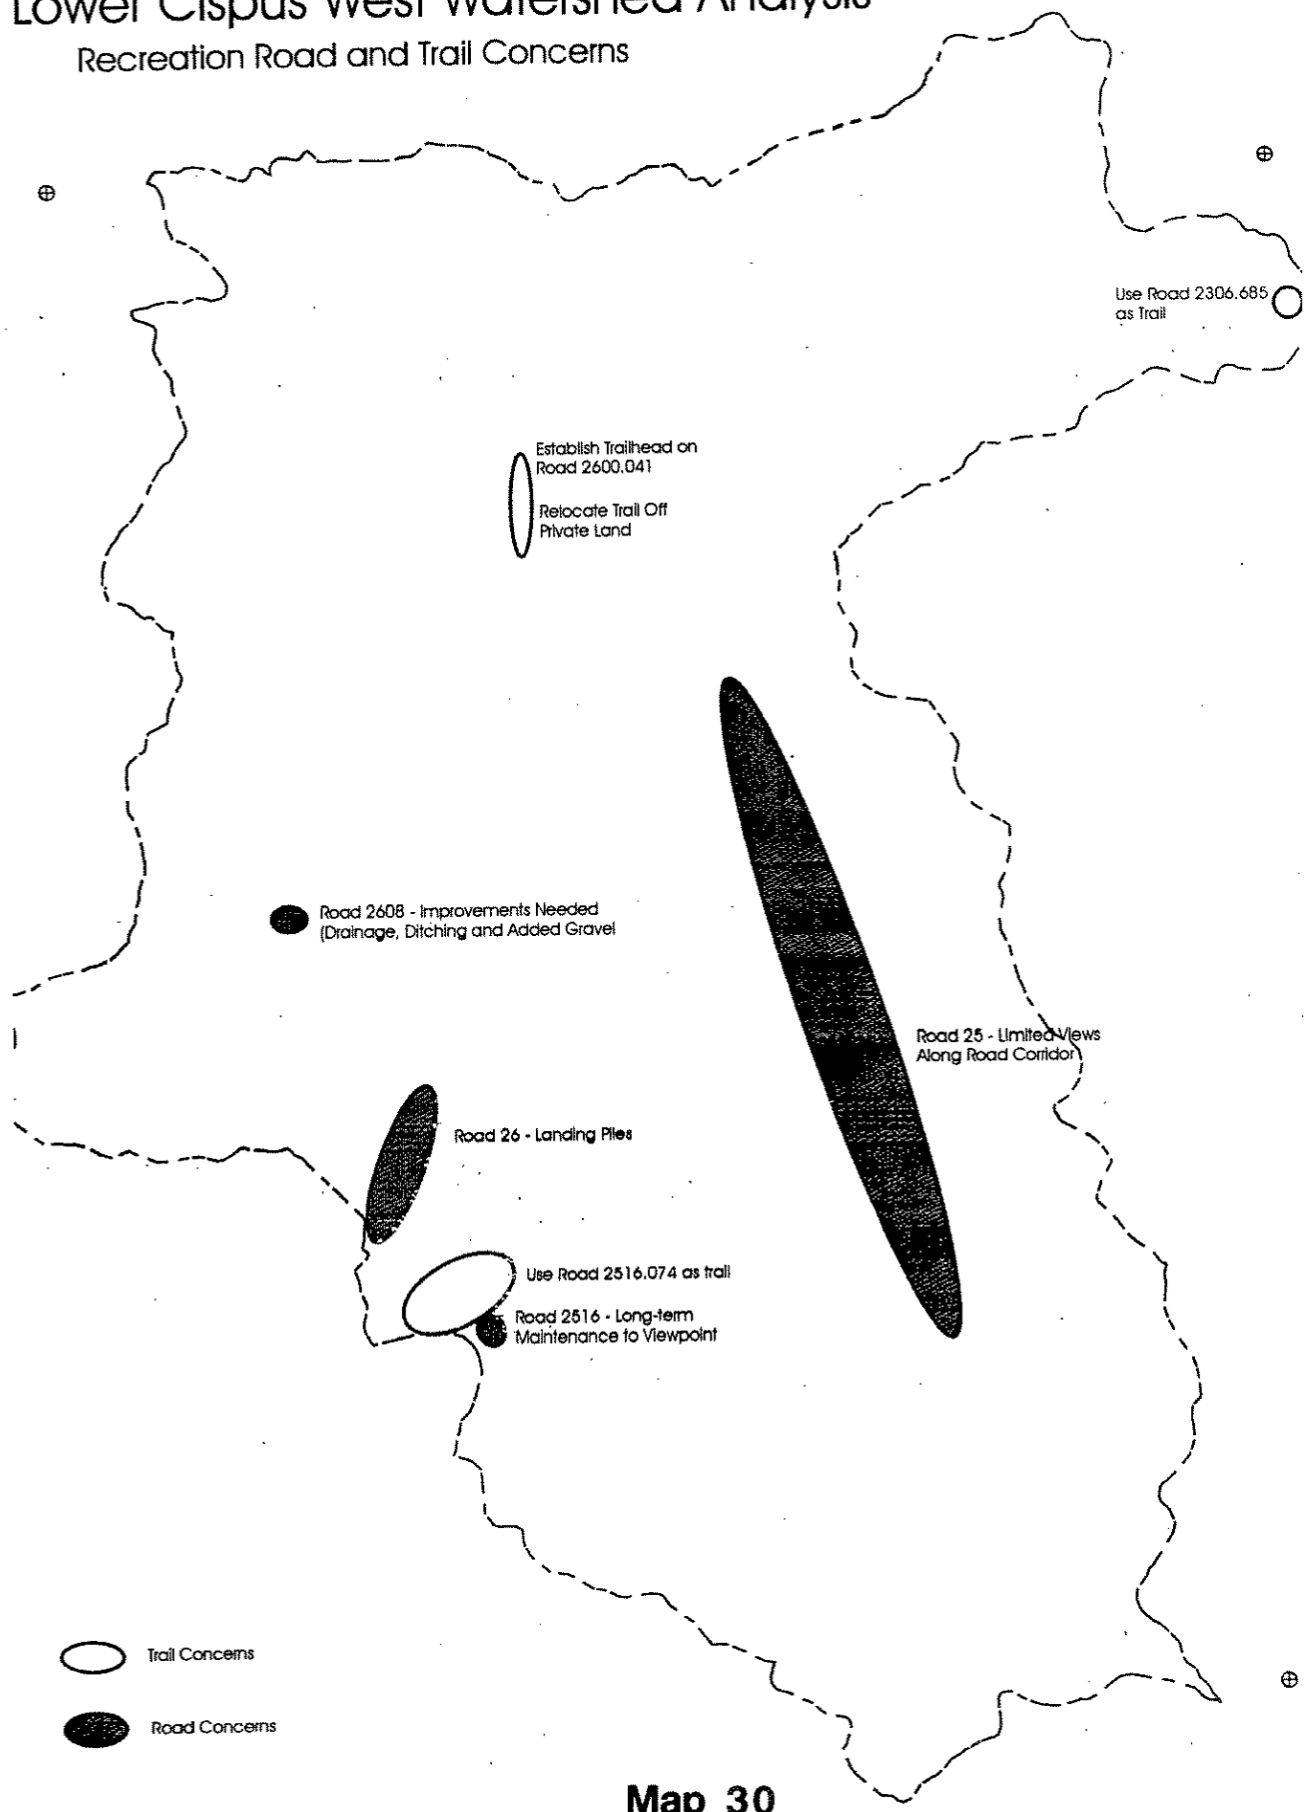 Lower Cispus West Watershed Analysis
Recreation Road and Trail Concerns
Use Road 2306.685
as Trail
Establish Trailhead on
Road 2600.041
Relocate Trail Off
Private Land
Road 2608 - Improvements Needed
(Drainage, Ditching and Added Gravel
Road 25 - Limited Views
Along Road Corridor
Road 26 - Landing Piles
Use Road 2516.074 as trail
Road 2516 - Long-term
Maintenance to Viewpoint
Trail Concerns
Road Concerns
Map 30